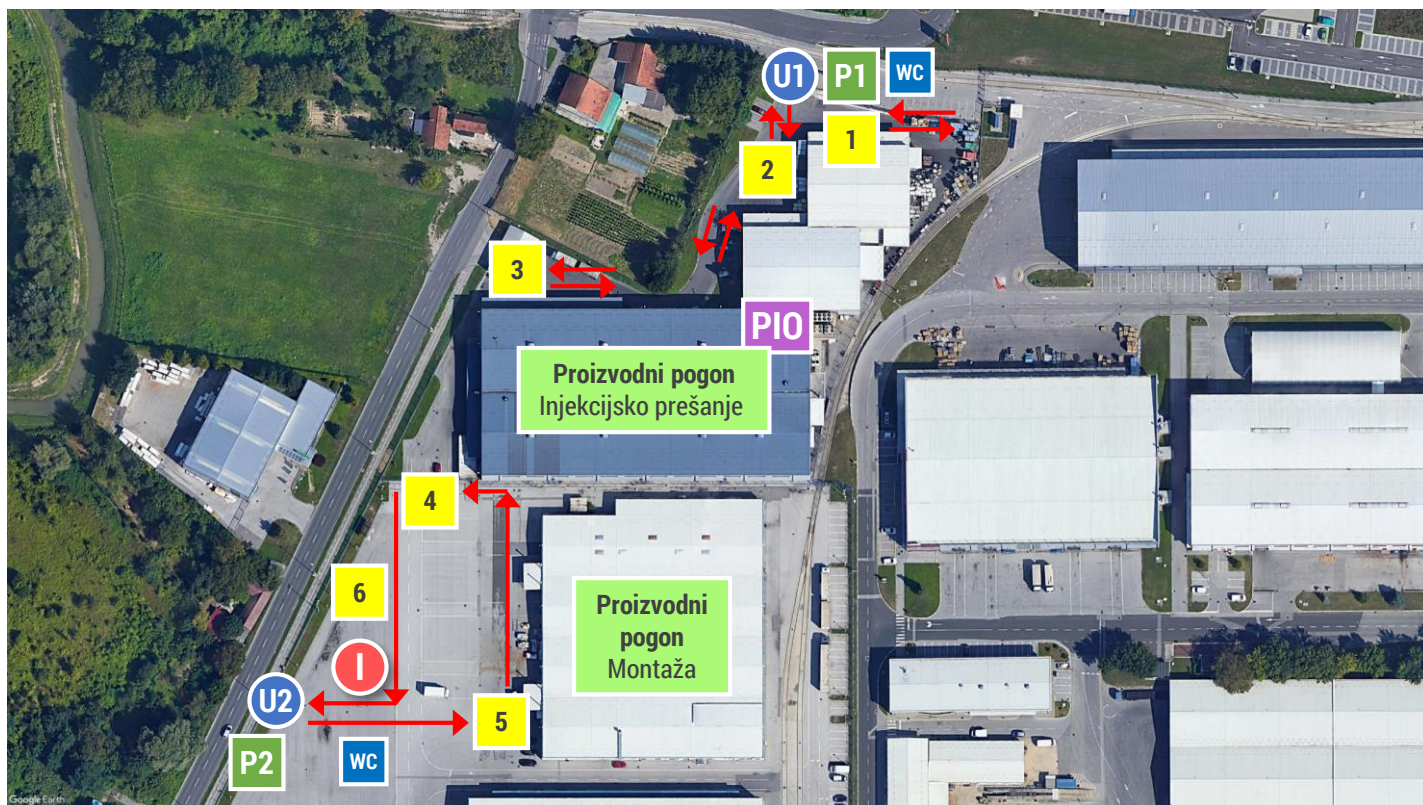 U1
P1
WC
1
2
3
PIO
Proizvodni pogon
Injekcijsko prešanje
4
6
Proizvodni
pogon
Montaža
I
U2
5
P2
WC
Google Earth